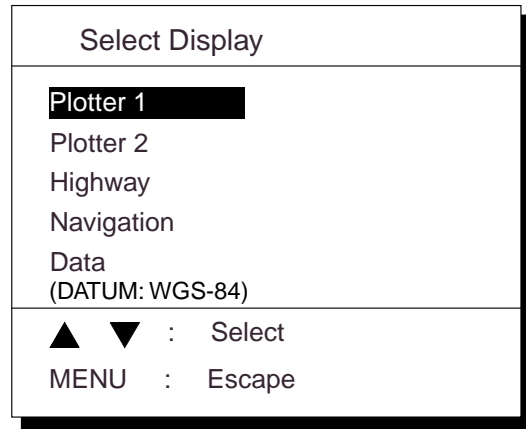 Select Display
Plotter 1
Plotter 2
Highway
Navigation
Data
(DATUM: WGS-84)
▲ ▼ : Select
MENU : Escape